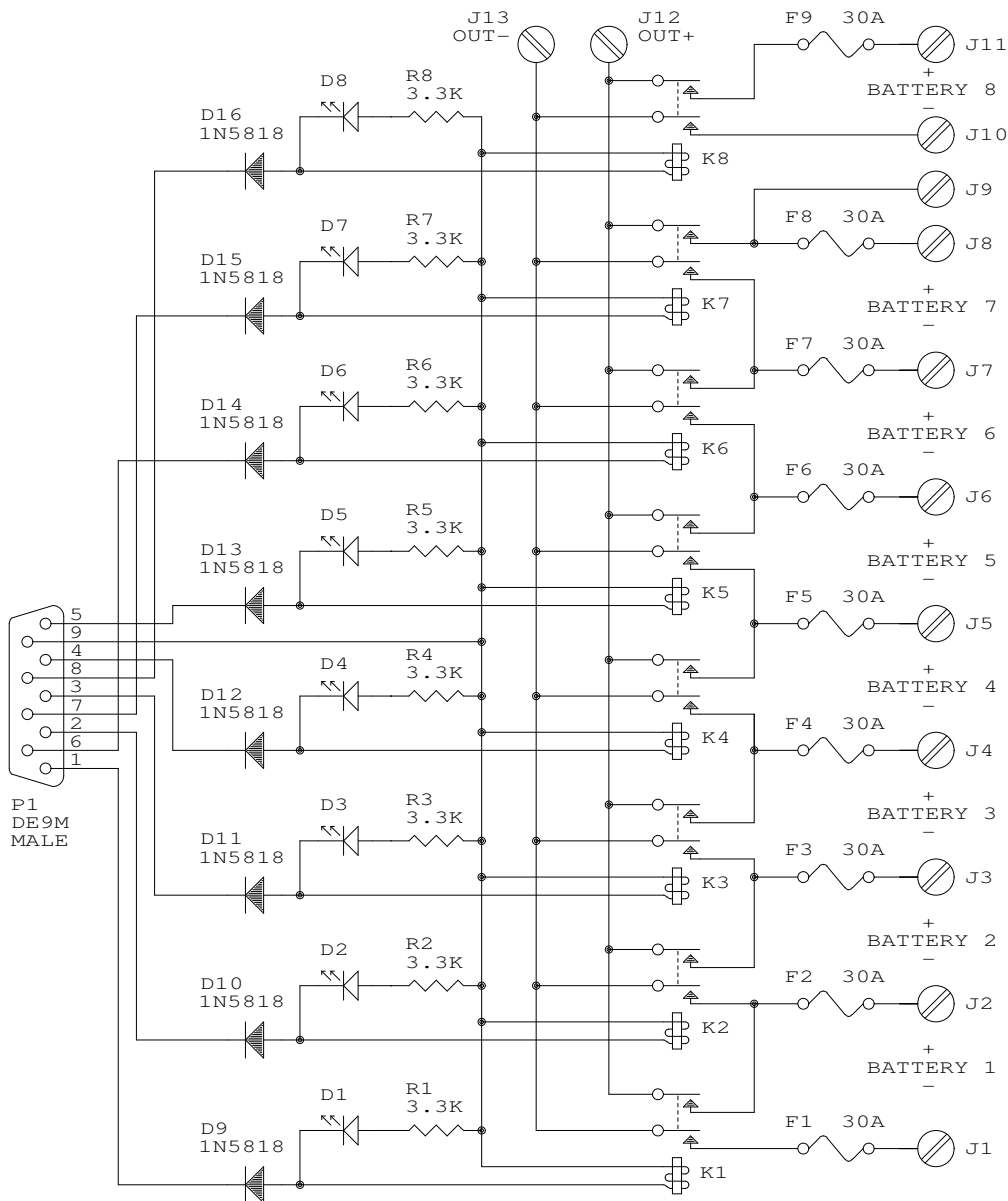 J13
OUT-
J12
OUT+
F9 30A
J11
+
BATTERY 8
-
J10
D8
R8
3.3K
D16
1N5818
K8
J9
F8 30A
J8
D7
R7
3.3K
D15
1N5818
K7
+
BATTERY 7
-
F7 30A
J7
D6
R6
3.3K
D14
1N5818
K6
+
BATTERY 6
-
F6 30A
J6
D5
R5
3.3K
D13
1N5818
K5
+
BATTERY 5
-
F5 30A
J5
5
9
4
8
3
7
2
6
1
P1
DE9M
MALE
D4
R4
3.3K
D12
1N5818
K4
+
BATTERY 4
-
F4 30A
J4
D3
R3
3.3K
D11
1N5818
K3
+
BATTERY 3
-
F3 30A
J3
D2
R2
3.3K
D10
1N5818
K2
+
BATTERY 2
-
F2 30A
J2
+
BATTERY 1
-
D1
R1
3.3K
D9
1N5818
K1
F1 30A
J1